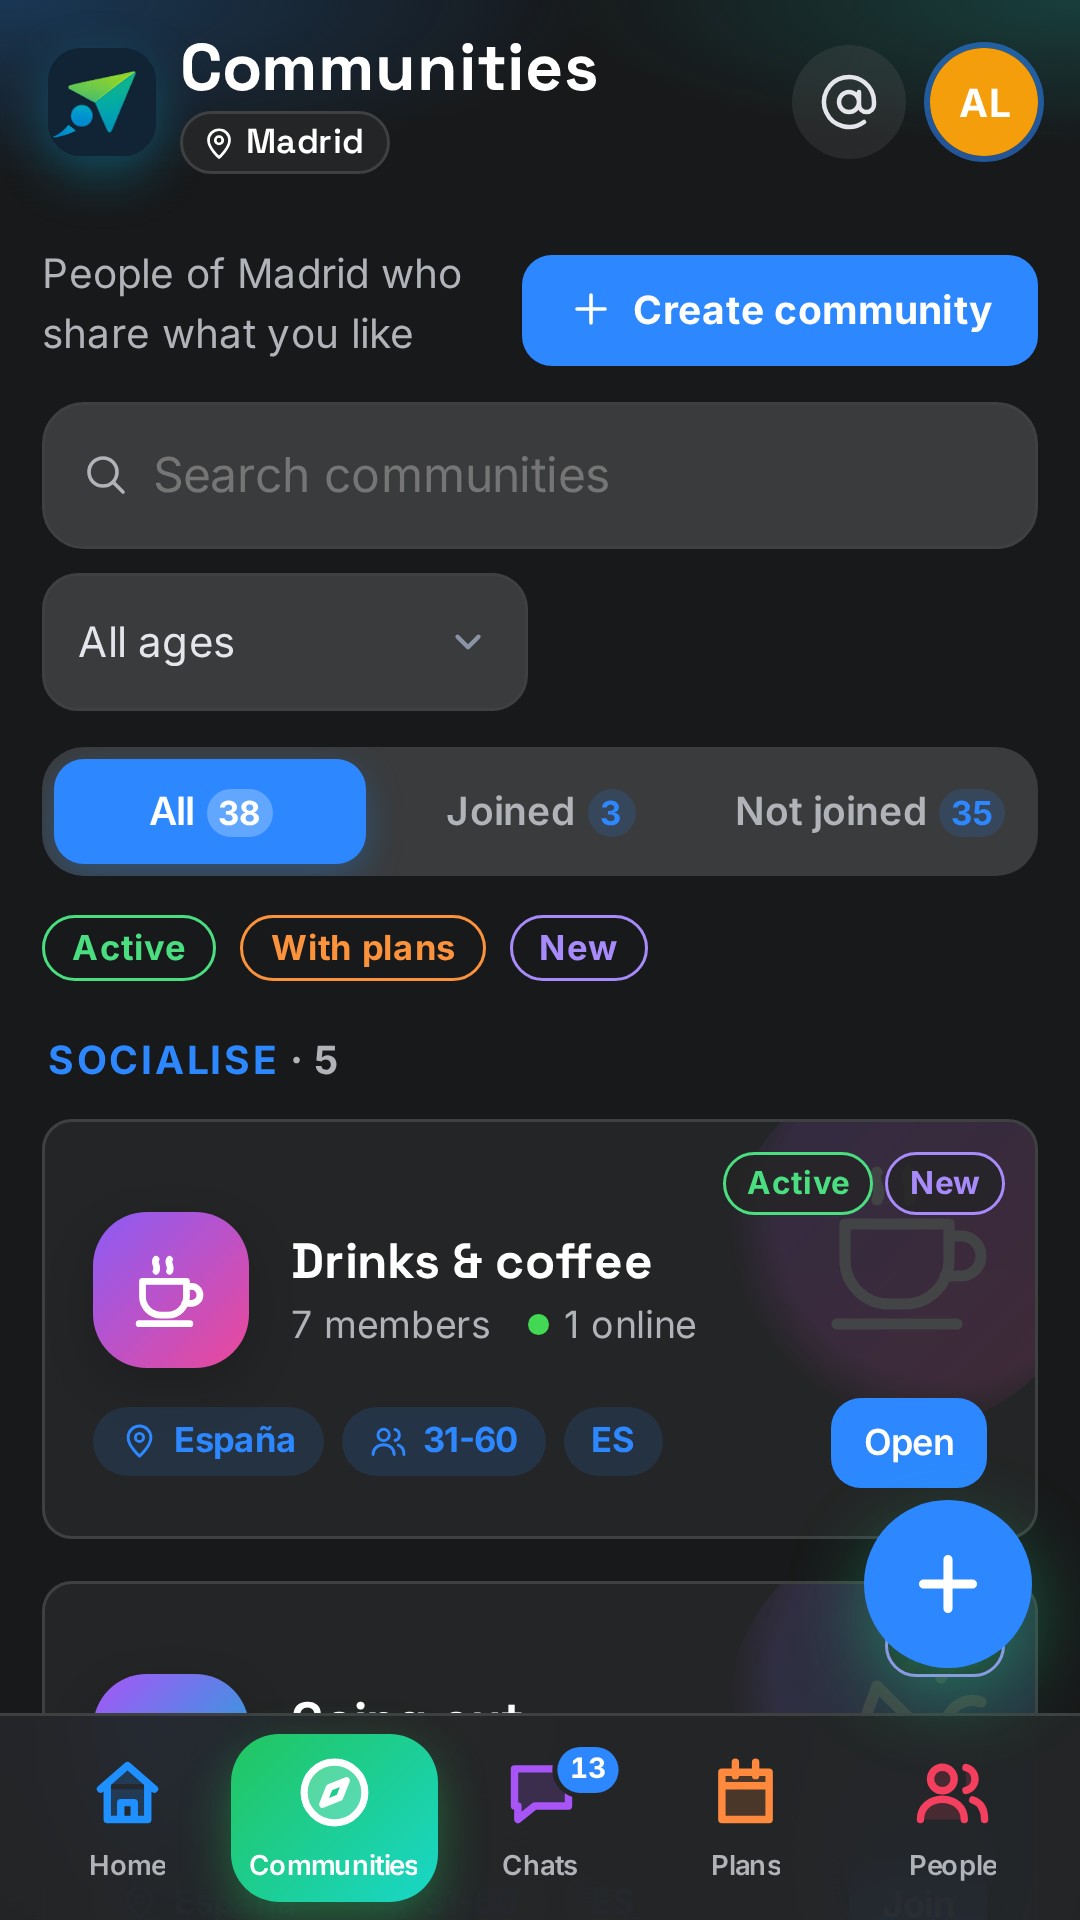 Communities
Madrid
AL
People of Madrid who
share what you like
Create community
Search communities
All ages
All 38
Joined 3
Not joined 35
Active
With plans
New
SOCIALISE · 5
Active
New
Drinks & coffee
7 members
1 online
España
31-60
ES
Open
Going out
13
Home
Communities
Chats
Plans
People